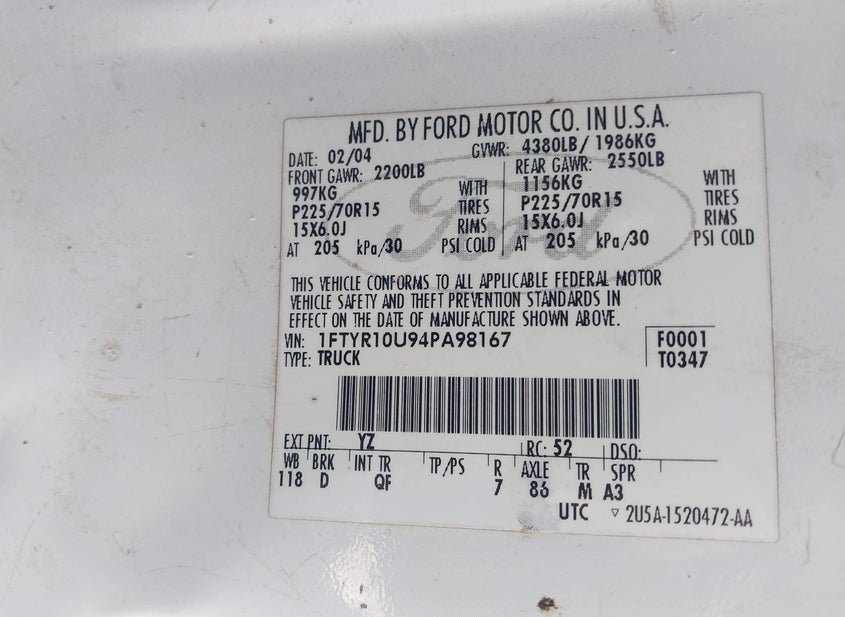 MFD. BY FORD MOTOR CO. IN U.S.A.
DATE: 02/04 GVWR: 4380LB/ 1986KG
FRONT GAWR: 2200LB REAR GAWR: 2550LB
997KG WITH 1156KG WITH
P225/70R15 TIRES P225/70R15 TIRES
15X6.0J RIMS 15X6.0J RIMS
AT 205 kPa/30 PSI COLD AT 205 kPa/30 PSI COLD
Ford
THIS VEHICLE CONFORMS TO ALL APPLICABLE FEDERAL MOTOR
VEHICLE SAFETY AND THEFT PREVENTION STANDARDS IN
EFFECT ON THE DATE OF MANUFACTURE SHOWN ABOVE.
VIN: 1FTYR10U94PA98167 F0001
TYPE: TRUCK T0347
EXT PNT: YZ RC: 52 DSO:
WB BRK INT TR TP/PS R AXLE TR SPR
118 D QF 7 86 M A3
UTC ▽ 2U5A-1520472-AA